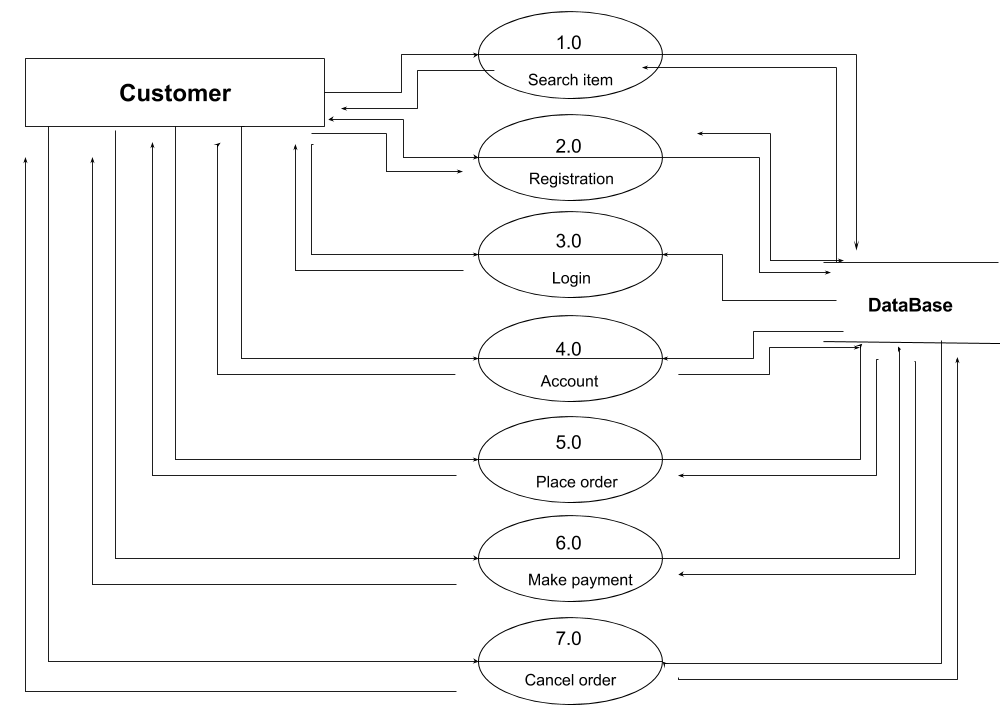 Customer
1.0
Search item
2.0
Registration
3.0
Login
DataBase
4.0
Account
5.0
Place order
6.0
Make payment
7.0
Cancel order